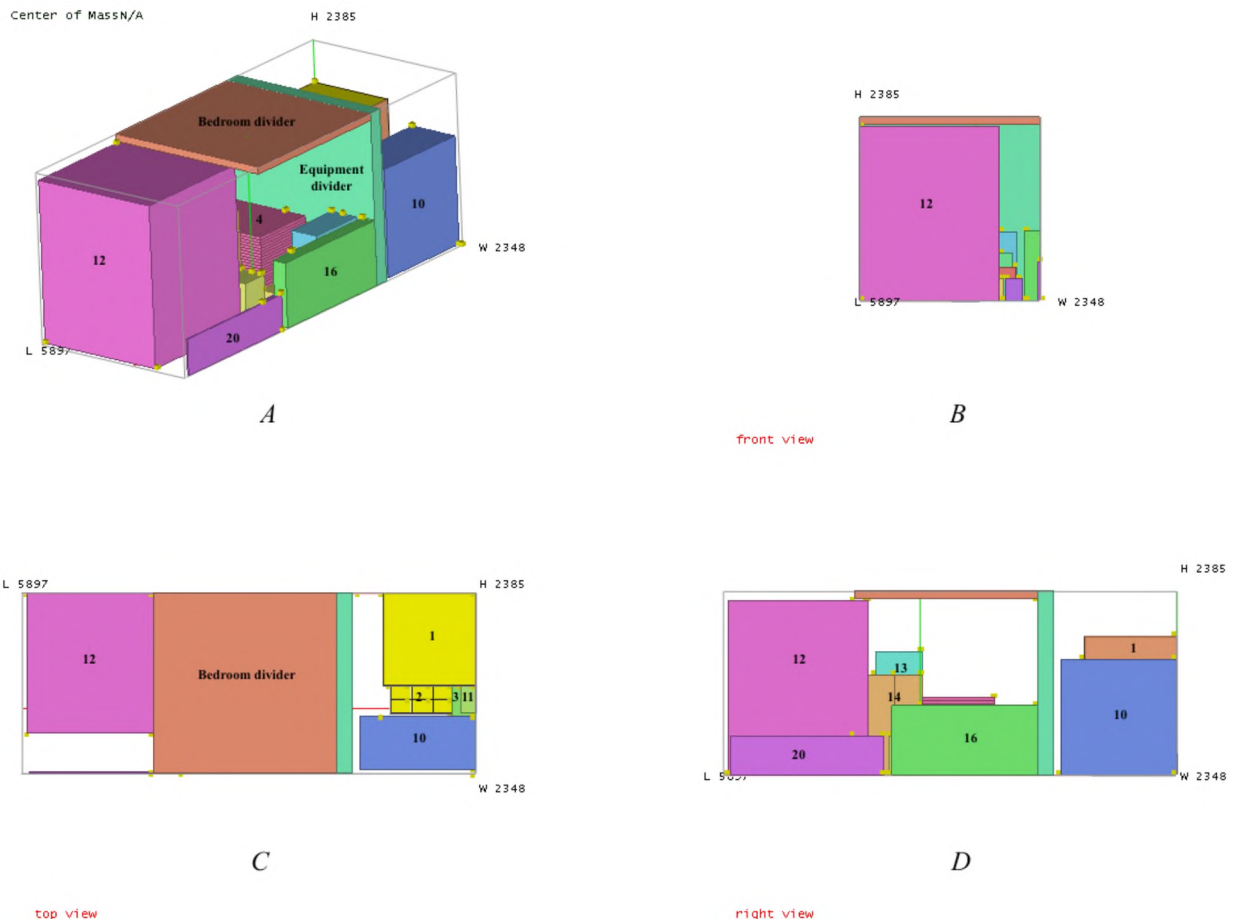 Center of MassN/A
H 2385
Bedroom divider
Equipment
divider
4
10
12
16
20
W 2348
L 5897
A
H 2385
12
L 5897
W 2348
B
front view
L 5897
H 2385
12
Bedroom divider
1
2
3
11
10
W 2348
C
top view
H 2385
12
13
14
1
10
16
20
W 2348
D
right view